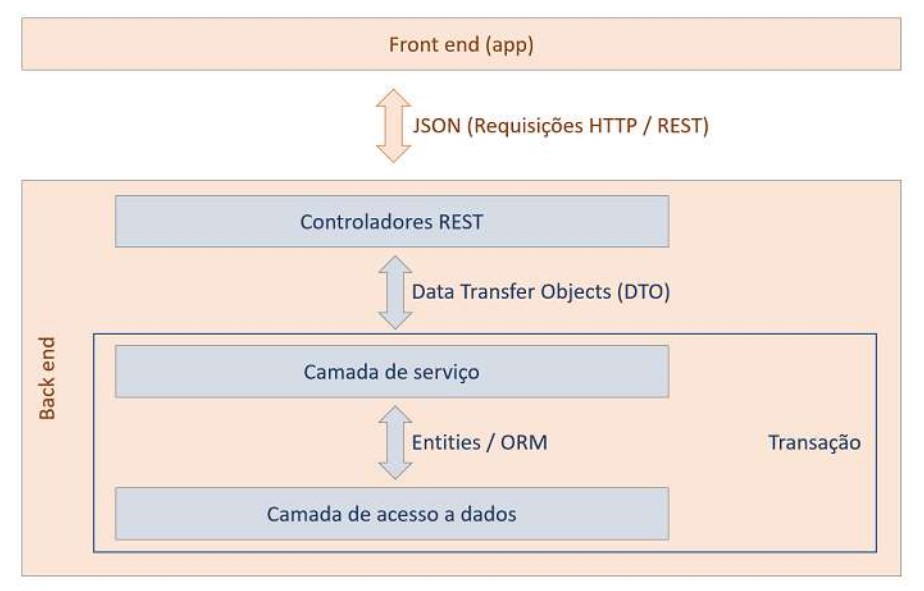 Front end (app)
JSON (Requisições HTTP / REST)
Controladores REST
Data Transfer Objects (DTO)
Back end
Camada de serviço
Entities / ORM
Transação
Camada de acesso a dados